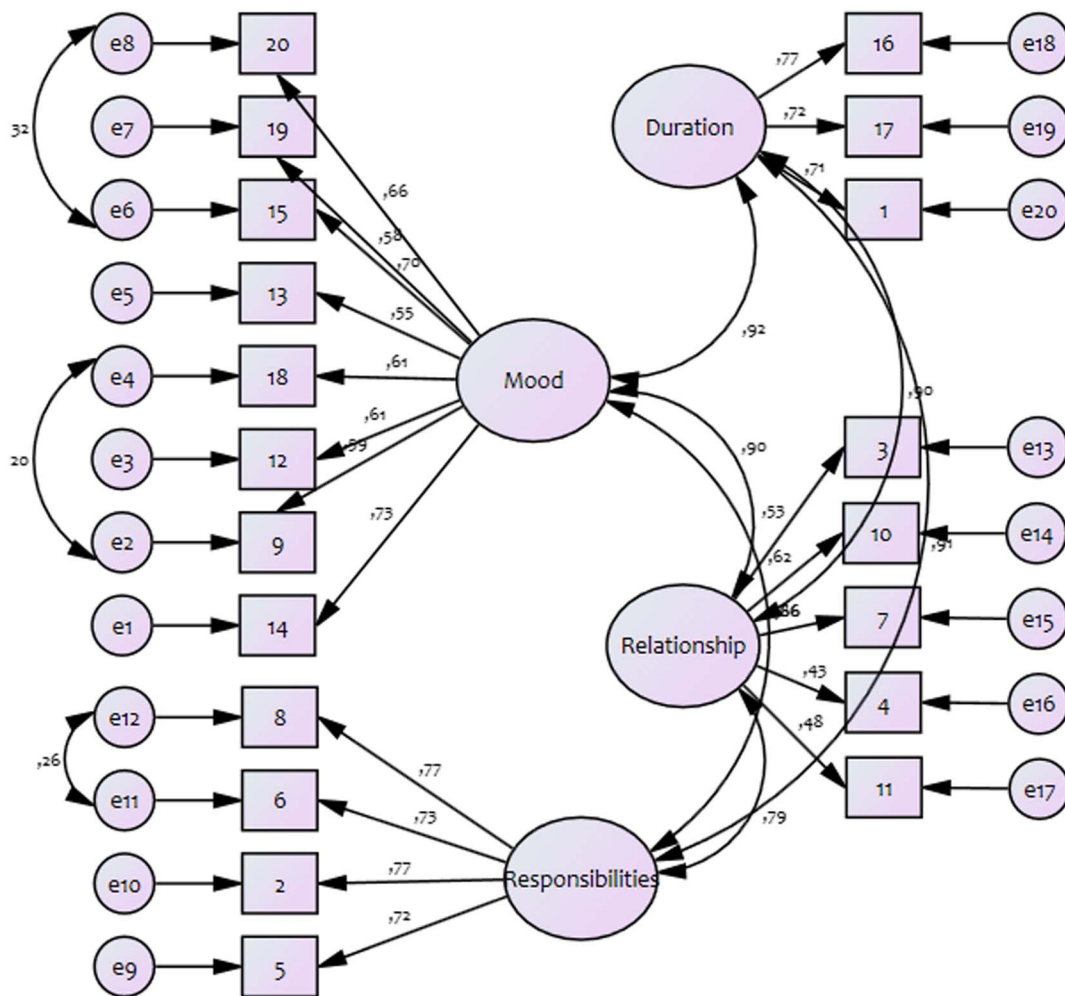 e8
20
e7
19
e6
15
e5
13
e4
18
e3
12
e2
9
e1
14
e12
8
e11
6
e10
2
e9
5
32
20
,26
,66
,58
,70
,55
,61
,61
,59
,73
,77
,73
,77
,72
Mood
Responsibilities
Duration
Relationship
,77
,72
,71
,92
,90
,90
,91
,53
,62
,43
,48
,79
16
e18
17
e19
1
e20
3
e13
10
e14
7
e15
4
e16
11
e17